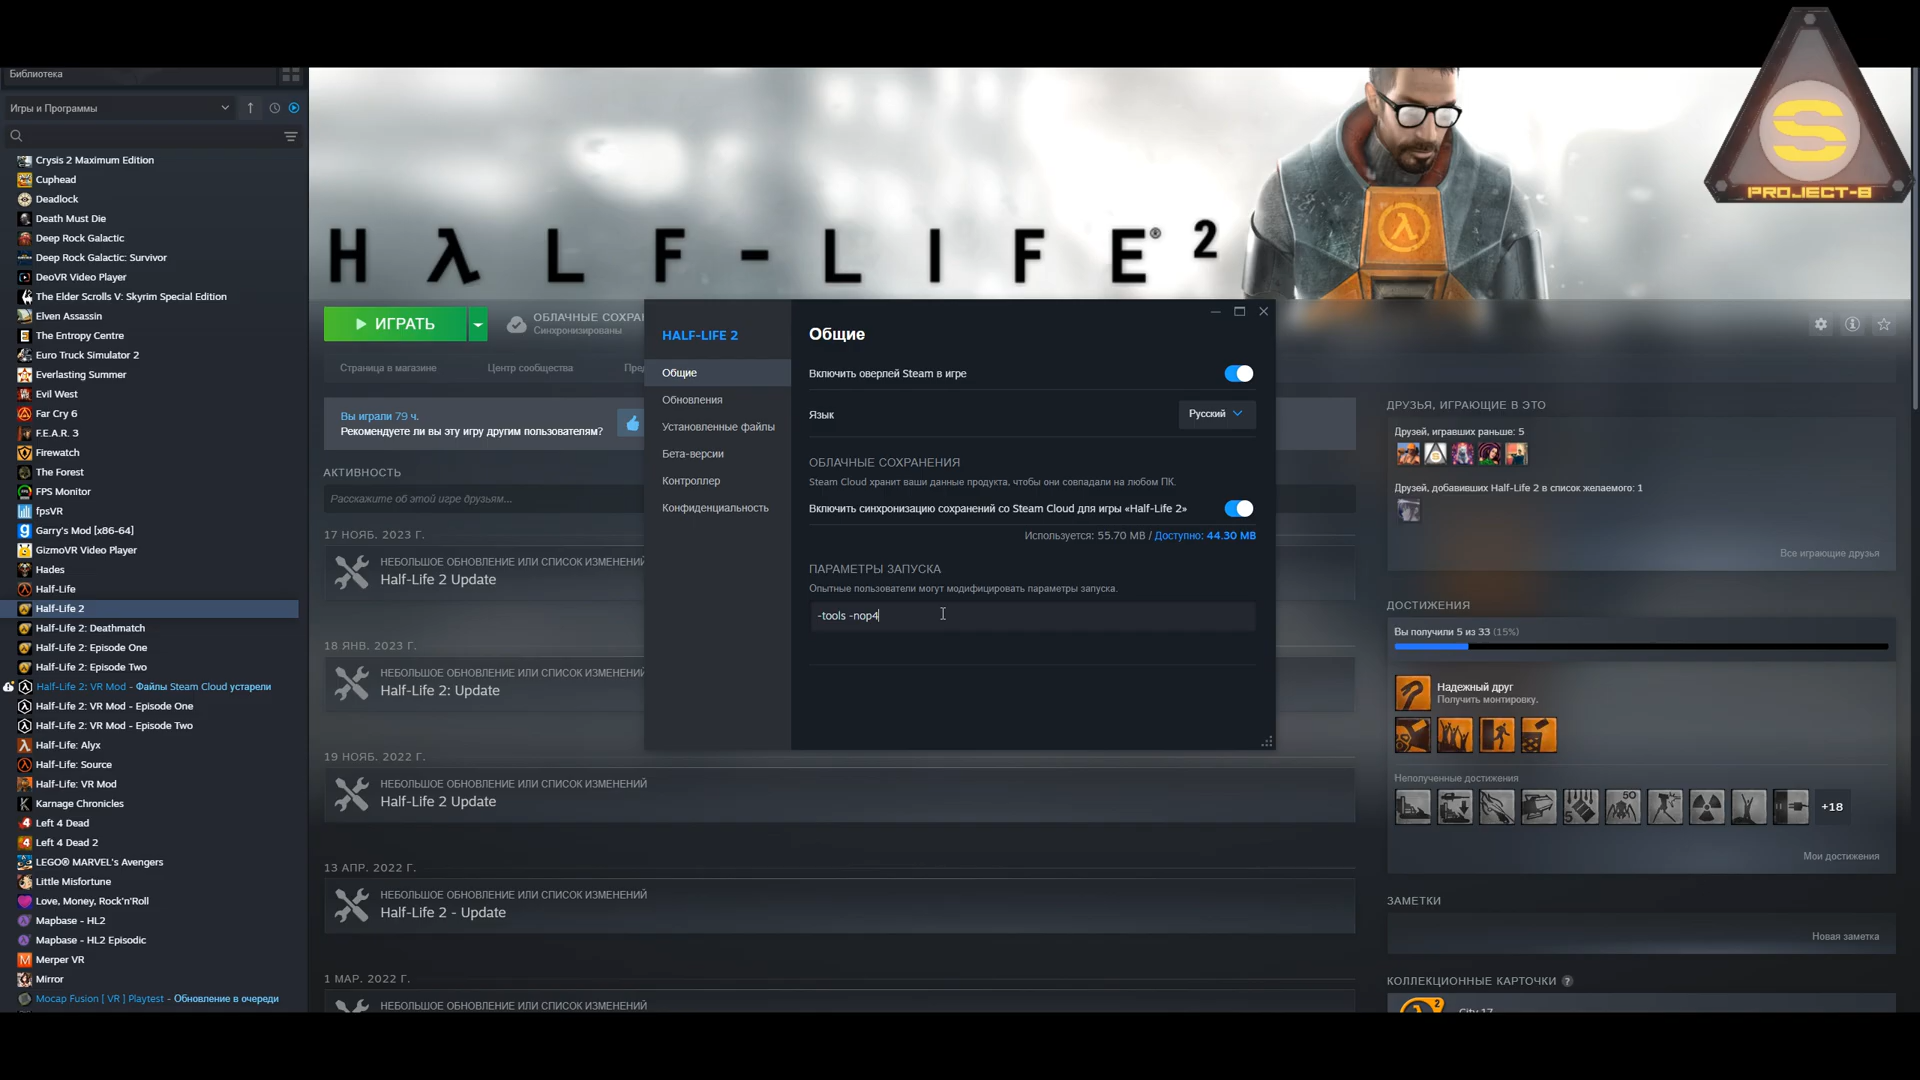 Библиотека
Игры и Программы
Crysis 2 Maximum Edition
Cuphead
Deadlock
Death Must Die
Deep Rock Galactic
Deep Rock Galactic: Survivor
DeoVR Video Player
The Elder Scrolls V: Skyrim Special Edition
Elven Assassin
The Entropy Centre
Euro Truck Simulator 2
Everlasting Summer
Evil West
Far Cry 6
F.E.A.R. 3
Firewatch
The Forest
FPS Monitor
fpsVR
Garry's Mod [x86-64]
GizmoVR Video Player
Hades
Half-Life
Half-Life 2
Half-Life 2: Deathmatch
Half-Life 2: Episode One
Half-Life 2: Episode Two
Half-Life 2: VR Mod - Файлы Steam Cloud устарели
Half-Life 2: VR Mod - Episode One
Half-Life 2: VR Mod - Episode Two
Half-Life: Alyx
Half-Life: Source
Half-Life: VR Mod
Karnage Chronicles
Left 4 Dead
Left 4 Dead 2
LEGO® MARVEL's Avengers
Little Misfortune
Love, Money, Rock'n'Roll
Mapbase - HL2
Mapbase - HL2 Episodic
Merper VR
Mirror
Mocap Fusion [ VR ] Playtest - Обновление в очереди
HλLF-LIFE® 2
S
PROJECT-8
ИГРАТЬ
ОБЛАЧНЫЕ СОХРАН
Синхронизированы
Страница в магазине
Центр сообщества
Пред
Вы играли 79 ч.
Рекомендуете ли вы эту игру другим пользователям?
АКТИВНОСТЬ
Расскажите об этой игре друзьям...
17 НОЯБ. 2023 Г.
НЕБОЛЬШОЕ ОБНОВЛЕНИЕ ИЛИ СПИСОК ИЗМЕНЕНИЙ
Half-Life 2 Update
18 ЯНВ. 2023 Г.
НЕБОЛЬШОЕ ОБНОВЛЕНИЕ ИЛИ СПИСОК ИЗМЕНЕНИЙ
Half-Life 2: Update
19 НОЯБ. 2022 Г.
НЕБОЛЬШОЕ ОБНОВЛЕНИЕ ИЛИ СПИСОК ИЗМЕНЕНИЙ
Half-Life 2 Update
13 АПР. 2022 Г.
НЕБОЛЬШОЕ ОБНОВЛЕНИЕ ИЛИ СПИСОК ИЗМЕНЕНИЙ
Half-Life 2 - Update
1 МАР. 2022 Г.
НЕБОЛЬШОЕ ОБНОВЛЕНИЕ ИЛИ СПИСОК ИЗМЕНЕНИЙ
HALF-LIFE 2
Общие
Обновления
Установленные файлы
Бета-версии
Контроллер
Конфиденциальность
Общие
Включить оверлей Steam в игре
Язык
Русский
ОБЛАЧНЫЕ СОХРАНЕНИЯ
Steam Cloud хранит ваши данные продукта, чтобы они совпадали на любом ПК.
Включить синхронизацию сохранений со Steam Cloud для игры «Half-Life 2»
Используется: 55.70 MB / Доступно: 44.30 MB
ПАРАМЕТРЫ ЗАПУСКА
Опытные пользователи могут модифицировать параметры запуска.
-tools -nop4
ДРУЗЬЯ, ИГРАЮЩИЕ В ЭТО
Друзей, игравших раньше: 5
Друзей, добавивших Half-Life 2 в список желаемого: 1
Все играющие друзья
ДОСТИЖЕНИЯ
Вы получили 5 из 33 (15%)
Надежный друг
Получить монтировку.
Неполученные достижения
5
50
+18
Мои достижения
ЗАМЕТКИ
Новая заметка
КОЛЛЕКЦИОННЫЕ КАРТОЧКИ ?
2
City 17